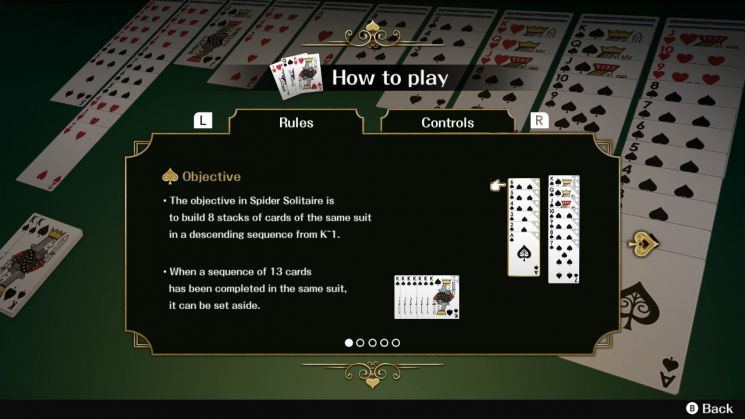 How to play
L
Rules
Controls
R
Objective
• The objective in Spider Solitaire is
to build 8 stacks of cards of the same suit
in a descending sequence from K~1.
• When a sequence of 13 cards
has been completed in the same suit,
it can be set aside.
B Back